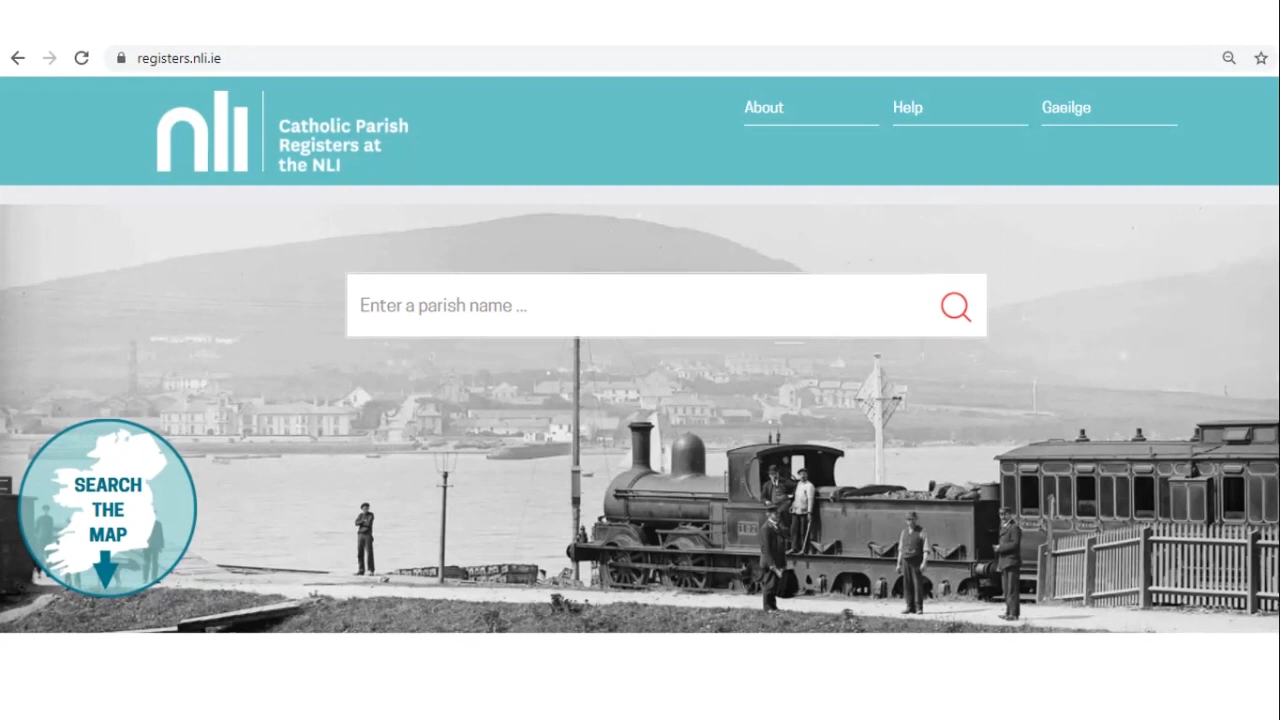 registers.nli.ie
nli
Catholic Parish
Registers at
the NLI
About
Help
Gaeilge
Enter a parish name ...
SEARCH
THE
MAP